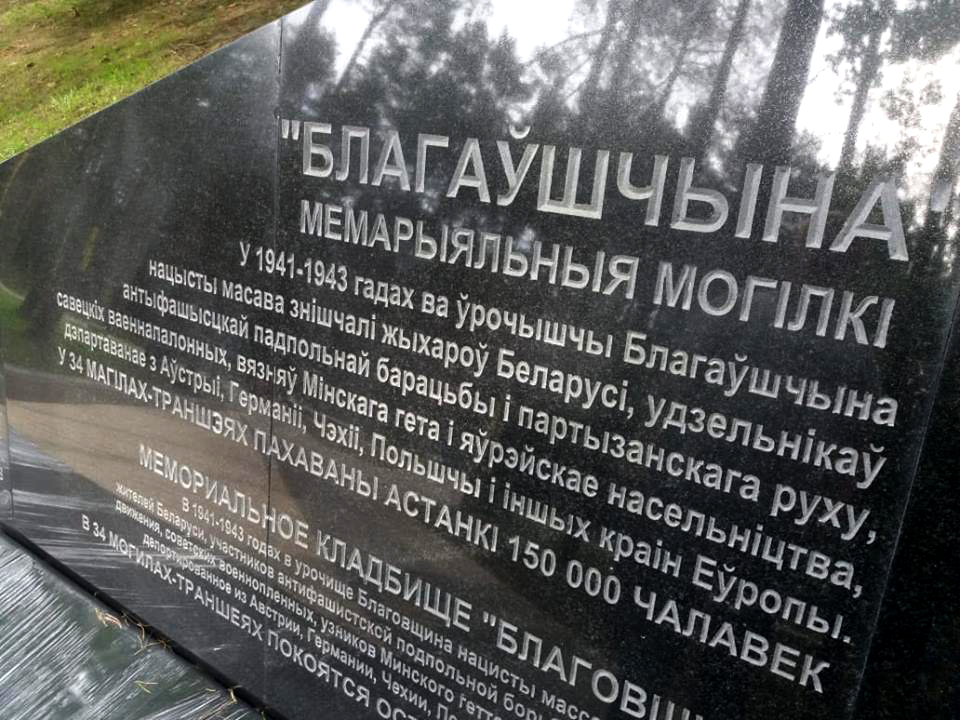 "БЛАГАЎШЧЫНА"
МЕМАРЫЯЛЬНЫЯ МОГІЛКІ
У 1941-1943 гадах ва ўрочышчы Благаўшчына
нацысты масава знішчалі жыхароў Беларусі, удзельнікаў
антыфашысцкай падпольнай барацьбы і партызанскага руху,
савецкіх ваеннапалонных, вязняў Мінскага гета і яўрэйскае насельніцтва,
дэпартаванае з Аўстрыі, Германіі, Чэхіі, Польшчы і іншых краін Еўропы.
У 34 МАГІЛАХ-ТРАНШЭЯХ ПАХАВАНЫ АСТАНКІ 150 000 ЧАЛАВЕК
МЕМОРИАЛЬНОЕ КЛАДБИЩЕ "БЛАГОВЩ
В 1941-1943 годах в урочище Благовщина нацисты масс
жителей Беларуси, участников антифашистской подпольной борь
движения, советских военнопленных, узников Минского гетто
депортированное из Австрии, Германии, Чехии, По
В 34 МОГИЛАХ-ТРАНШЕЯХ ПОКОЯТСЯ ОС